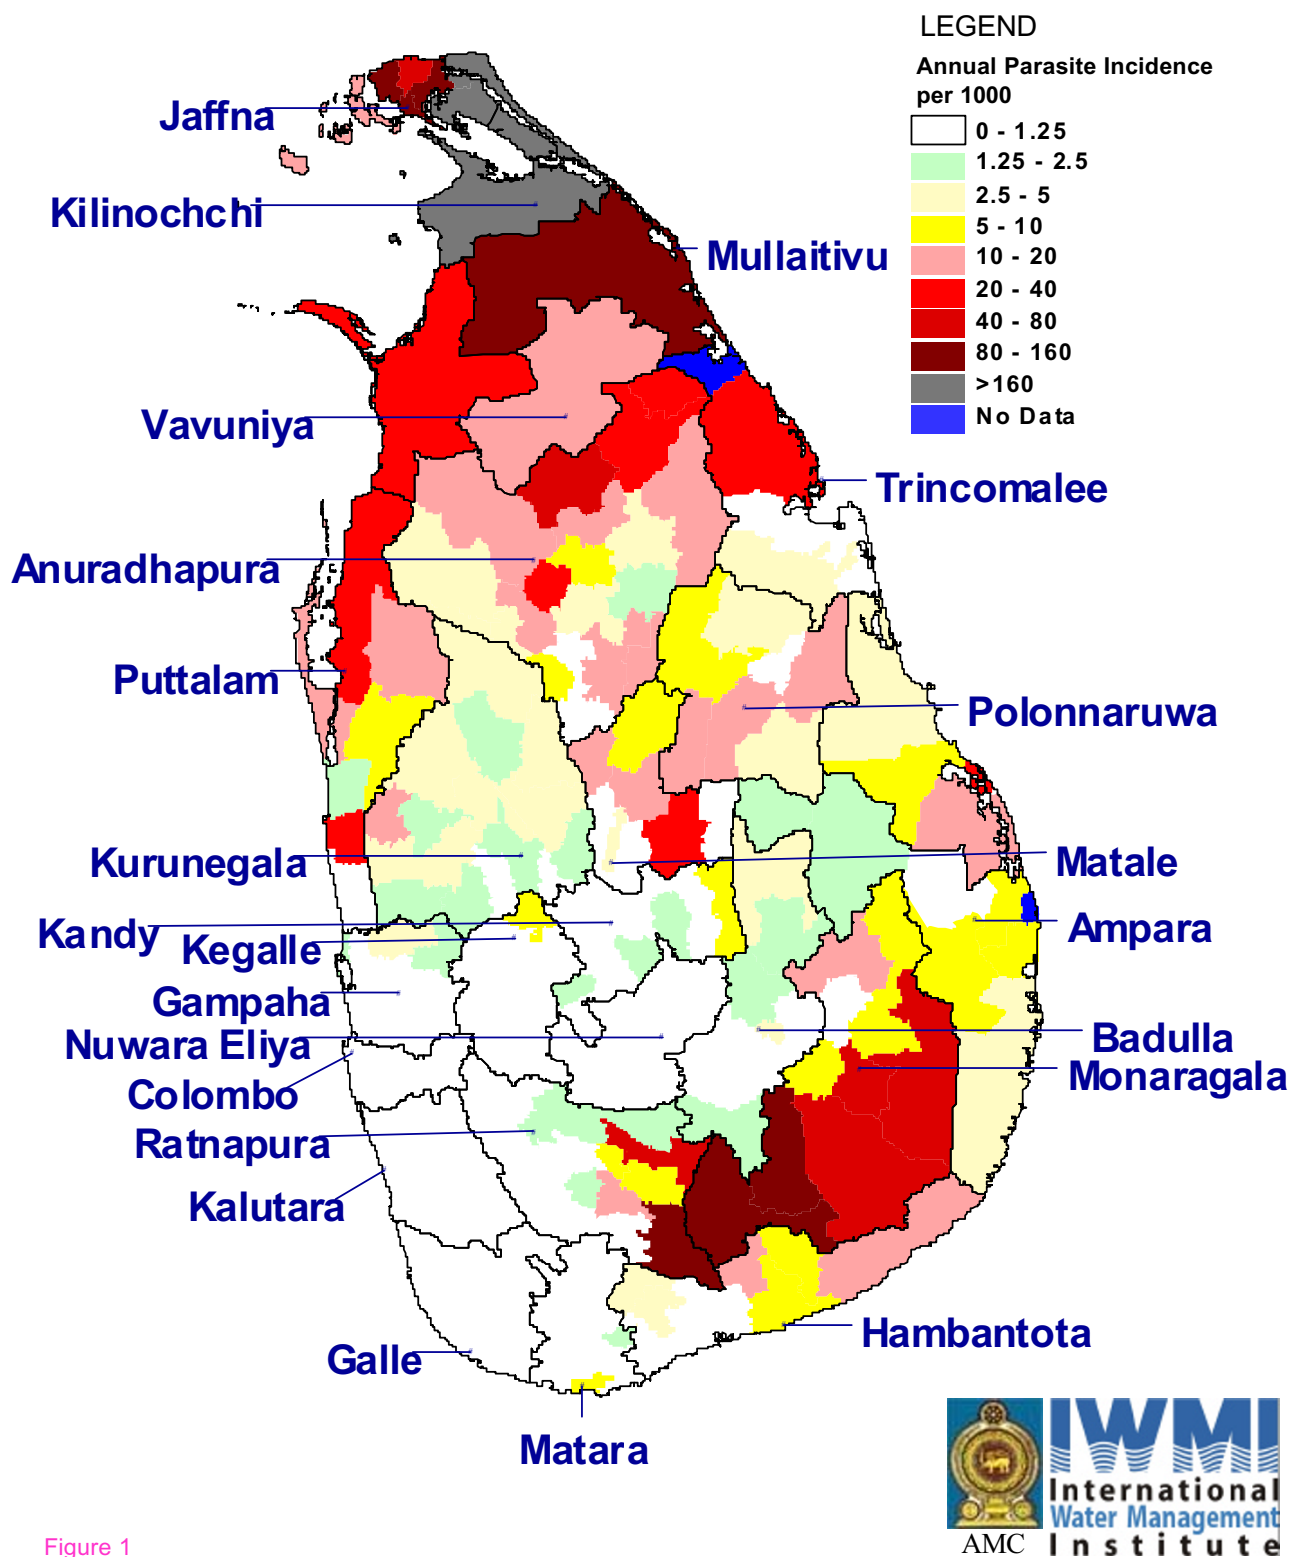 LEGEND
Annual Parasite Incidence
per 1000
0 - 1.25
1.25 - 2.5
2.5 - 5
5 - 10
10 - 20
20 - 40
40 - 80
80 - 160
>160
No Data
Jaffna
Kilinochchi
Mullaitivu
Vavuniya
Trincomalee
Anuradhapura
Puttalam
Polonnaruwa
Kurunegala
Matale
Kandy
Kegalle
Ampara
Gampaha
Nuwara Eliya
Badulla
Monaragala
Colombo
Ratnapura
Kalutara
Hambantota
Galle
Matara
IWMI
International
Water Management
Institute
AMC
Figure 1